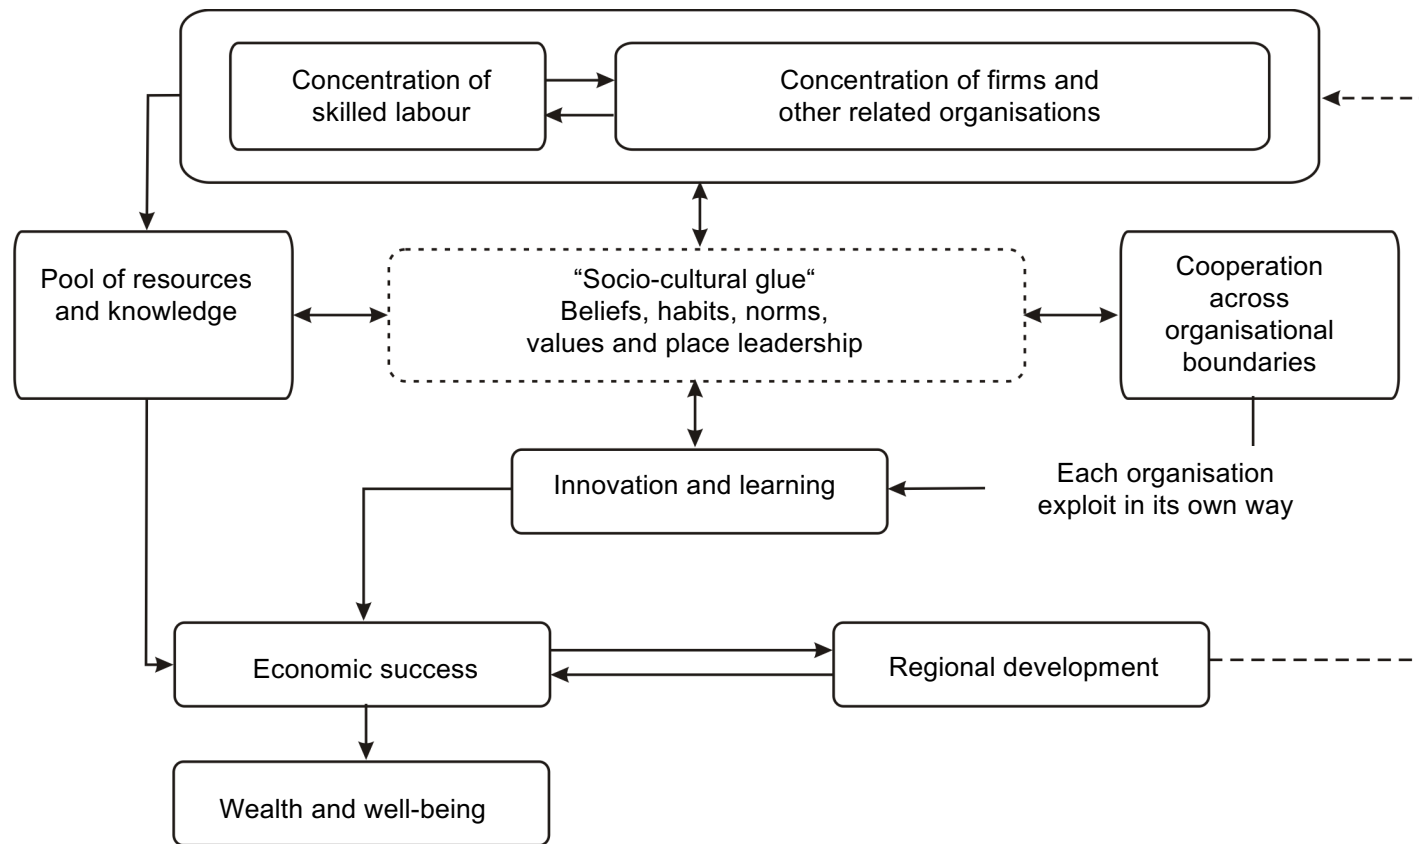 Concentration of
skilled labour
Concentration of firms and
other related organisations
Pool of resources
and knowledge
“Socio-cultural glue“
Beliefs, habits, norms,
values and place leadership
Cooperation
across
organisational
boundaries
Innovation and learning
Each organisation
exploit in its own way
Economic success
Regional development
Wealth and well-being